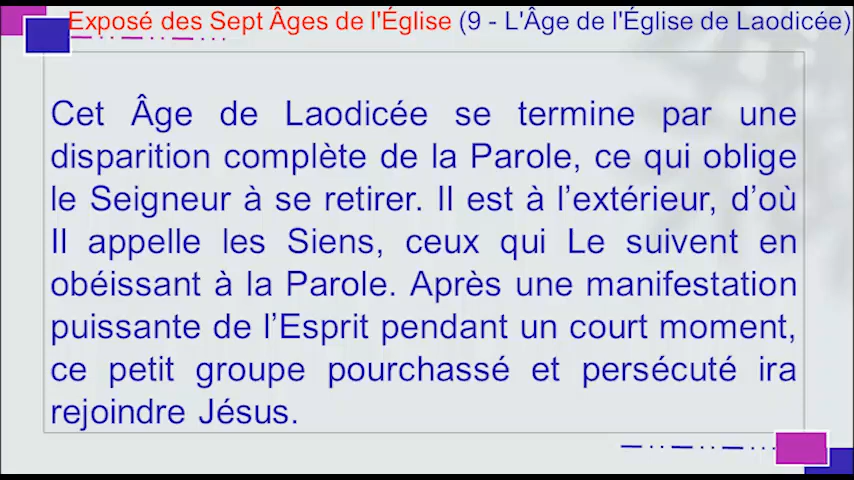 Exposé des Sept Âges de l'Église (9 - L'Âge de l'Église de Laodicée)
Cet Âge de Laodicée se termine par une
disparition complète de la Parole, ce qui oblige
le Seigneur à se retirer. Il est à l’extérieur, d’où
Il appelle les Siens, ceux qui Le suivent en
obéissant à la Parole. Après une manifestation
puissante de l’Esprit pendant un court moment,
ce petit groupe pourchassé et persécuté ira
rejoindre Jésus.